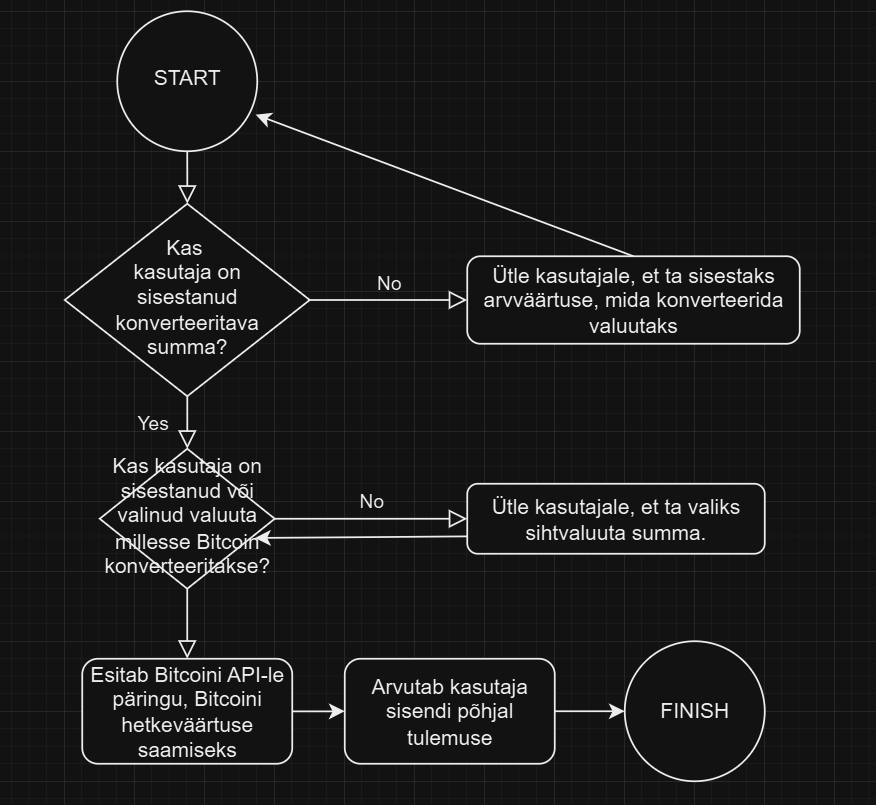 START
Kas
kasutaja on
sisestanud
konverteeritava
summa?
No
Ütle kasutajale, et ta sisestaks
arvväärtuse, mida konverteerida
valuutaks
Yes
Kas kasutaja on
sisestanud või
valinud valuuta
millesse Bitcoin
konverteeritakse?
No
Ütle kasutajale, et ta valiks
sihtvaluuta summa.
Esitab Bitcoini API-le
päringu, Bitcoini
hetkeväärtuse
saamiseks
Arvutab kasutaja
sisendi põhjal
tulemuse
FINISH